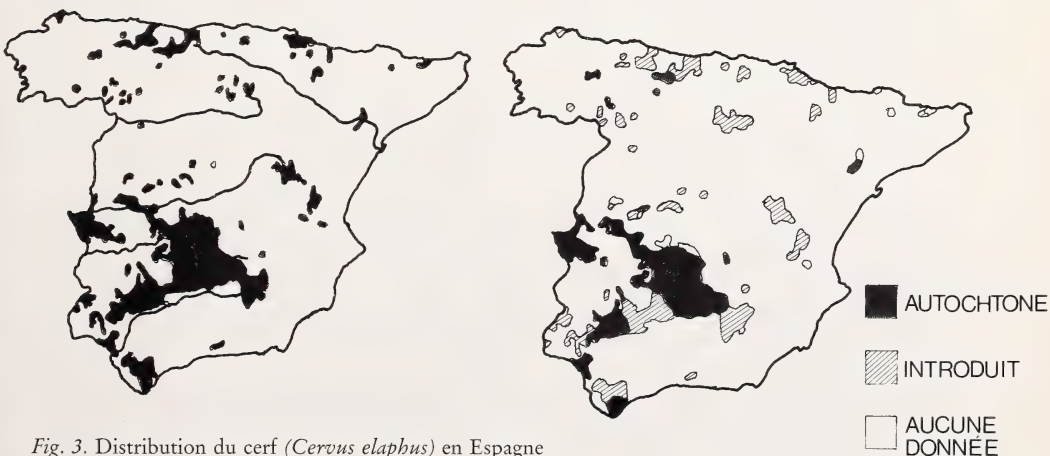 AUTOCHTONE
INTRODUIT
AUCUNE
DONNÉE
Fig. 3. Distribution du cerf (Cervus elaphus) en Espagne